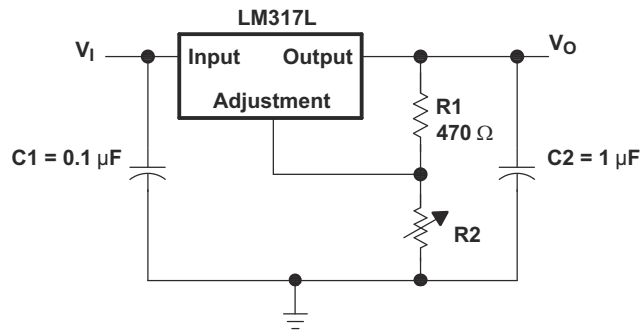 LM317L
V_I
Input
Output
V_O
Adjustment
R1
470 Ω
C1 = 0.1 µF
C2 = 1 µF
R2